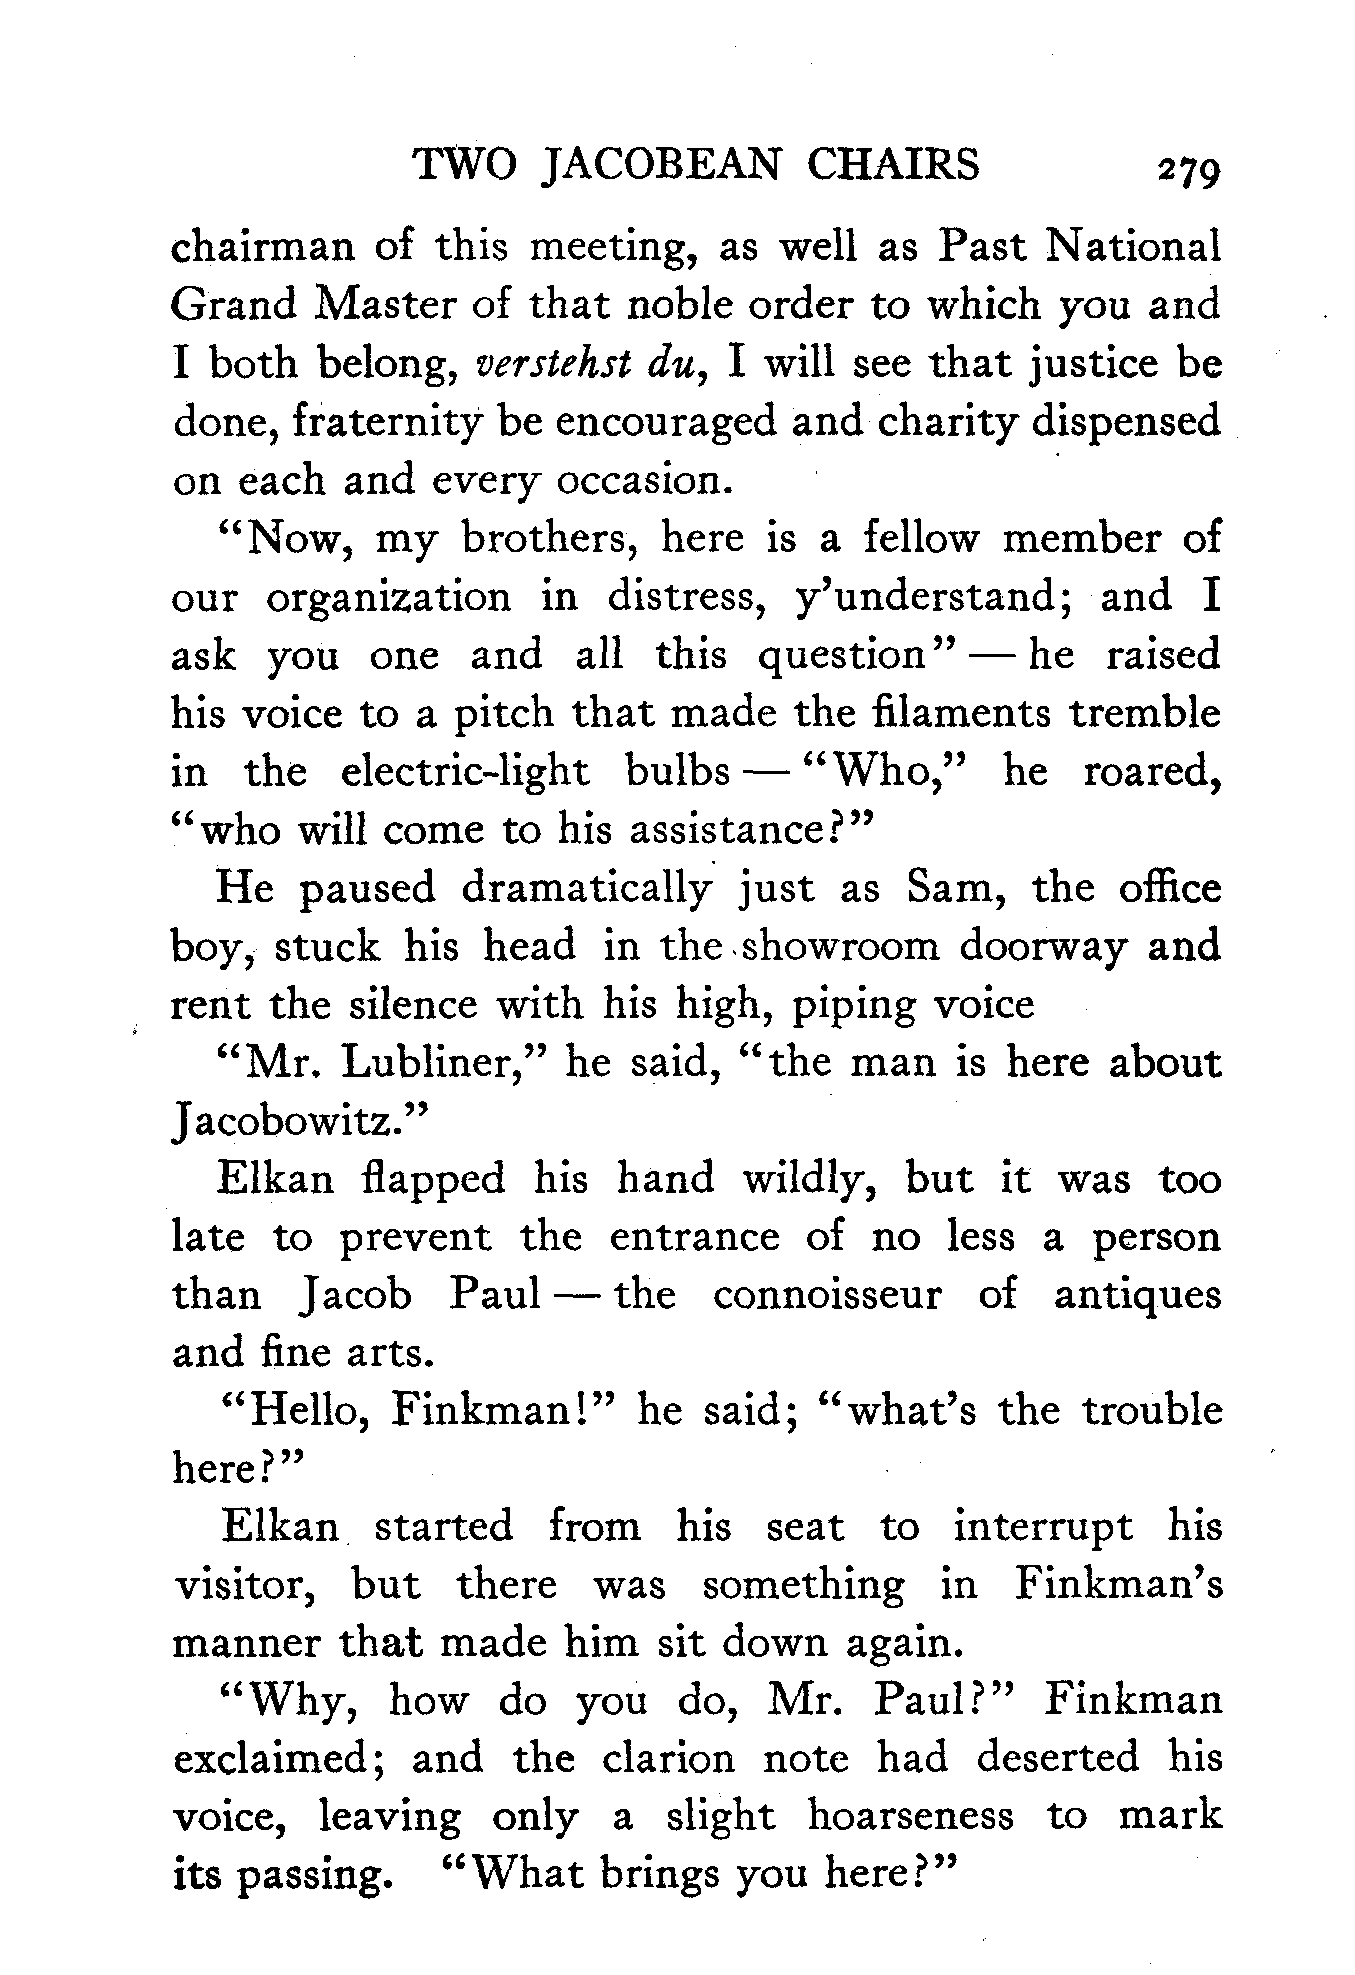 TWO JACOBEAN CHAIRS 279
chairman of this meeting, as well as Past National
Grand Master of that noble order to which you and
I both belong, verstehst du, I will see that justice be
done, fraternity be encouraged and charity dispensed
on each and every occasion.
"Now, my brothers, here is a fellow member of
our organization in distress, y'understand; and I
ask you one and all this question" — he raised
his voice to a pitch that made the filaments tremble
in the electric-light bulbs — "Who," he roared,
"who will come to his assistance?"
He paused dramatically just as Sam, the office
boy, stuck his head in the showroom doorway and
rent the silence with his high, piping voice
"Mr. Lubliner," he said, "the man is here about
Jacobowitz."
Elkan flapped his hand wildly, but it was too
late to prevent the entrance of no less a person
than Jacob Paul — the connoisseur of antiques
and fine arts.
"Hello, Finkman!" he said; "what's the trouble
here?"
Elkan started from his seat to interrupt his
visitor, but there was something in Finkman's
manner that made him sit down again.
"Why, how do you do, Mr. Paul?" Finkman
exclaimed; and the clarion note had deserted his
voice, leaving only a slight hoarseness to mark
its passing. "What brings you here?"